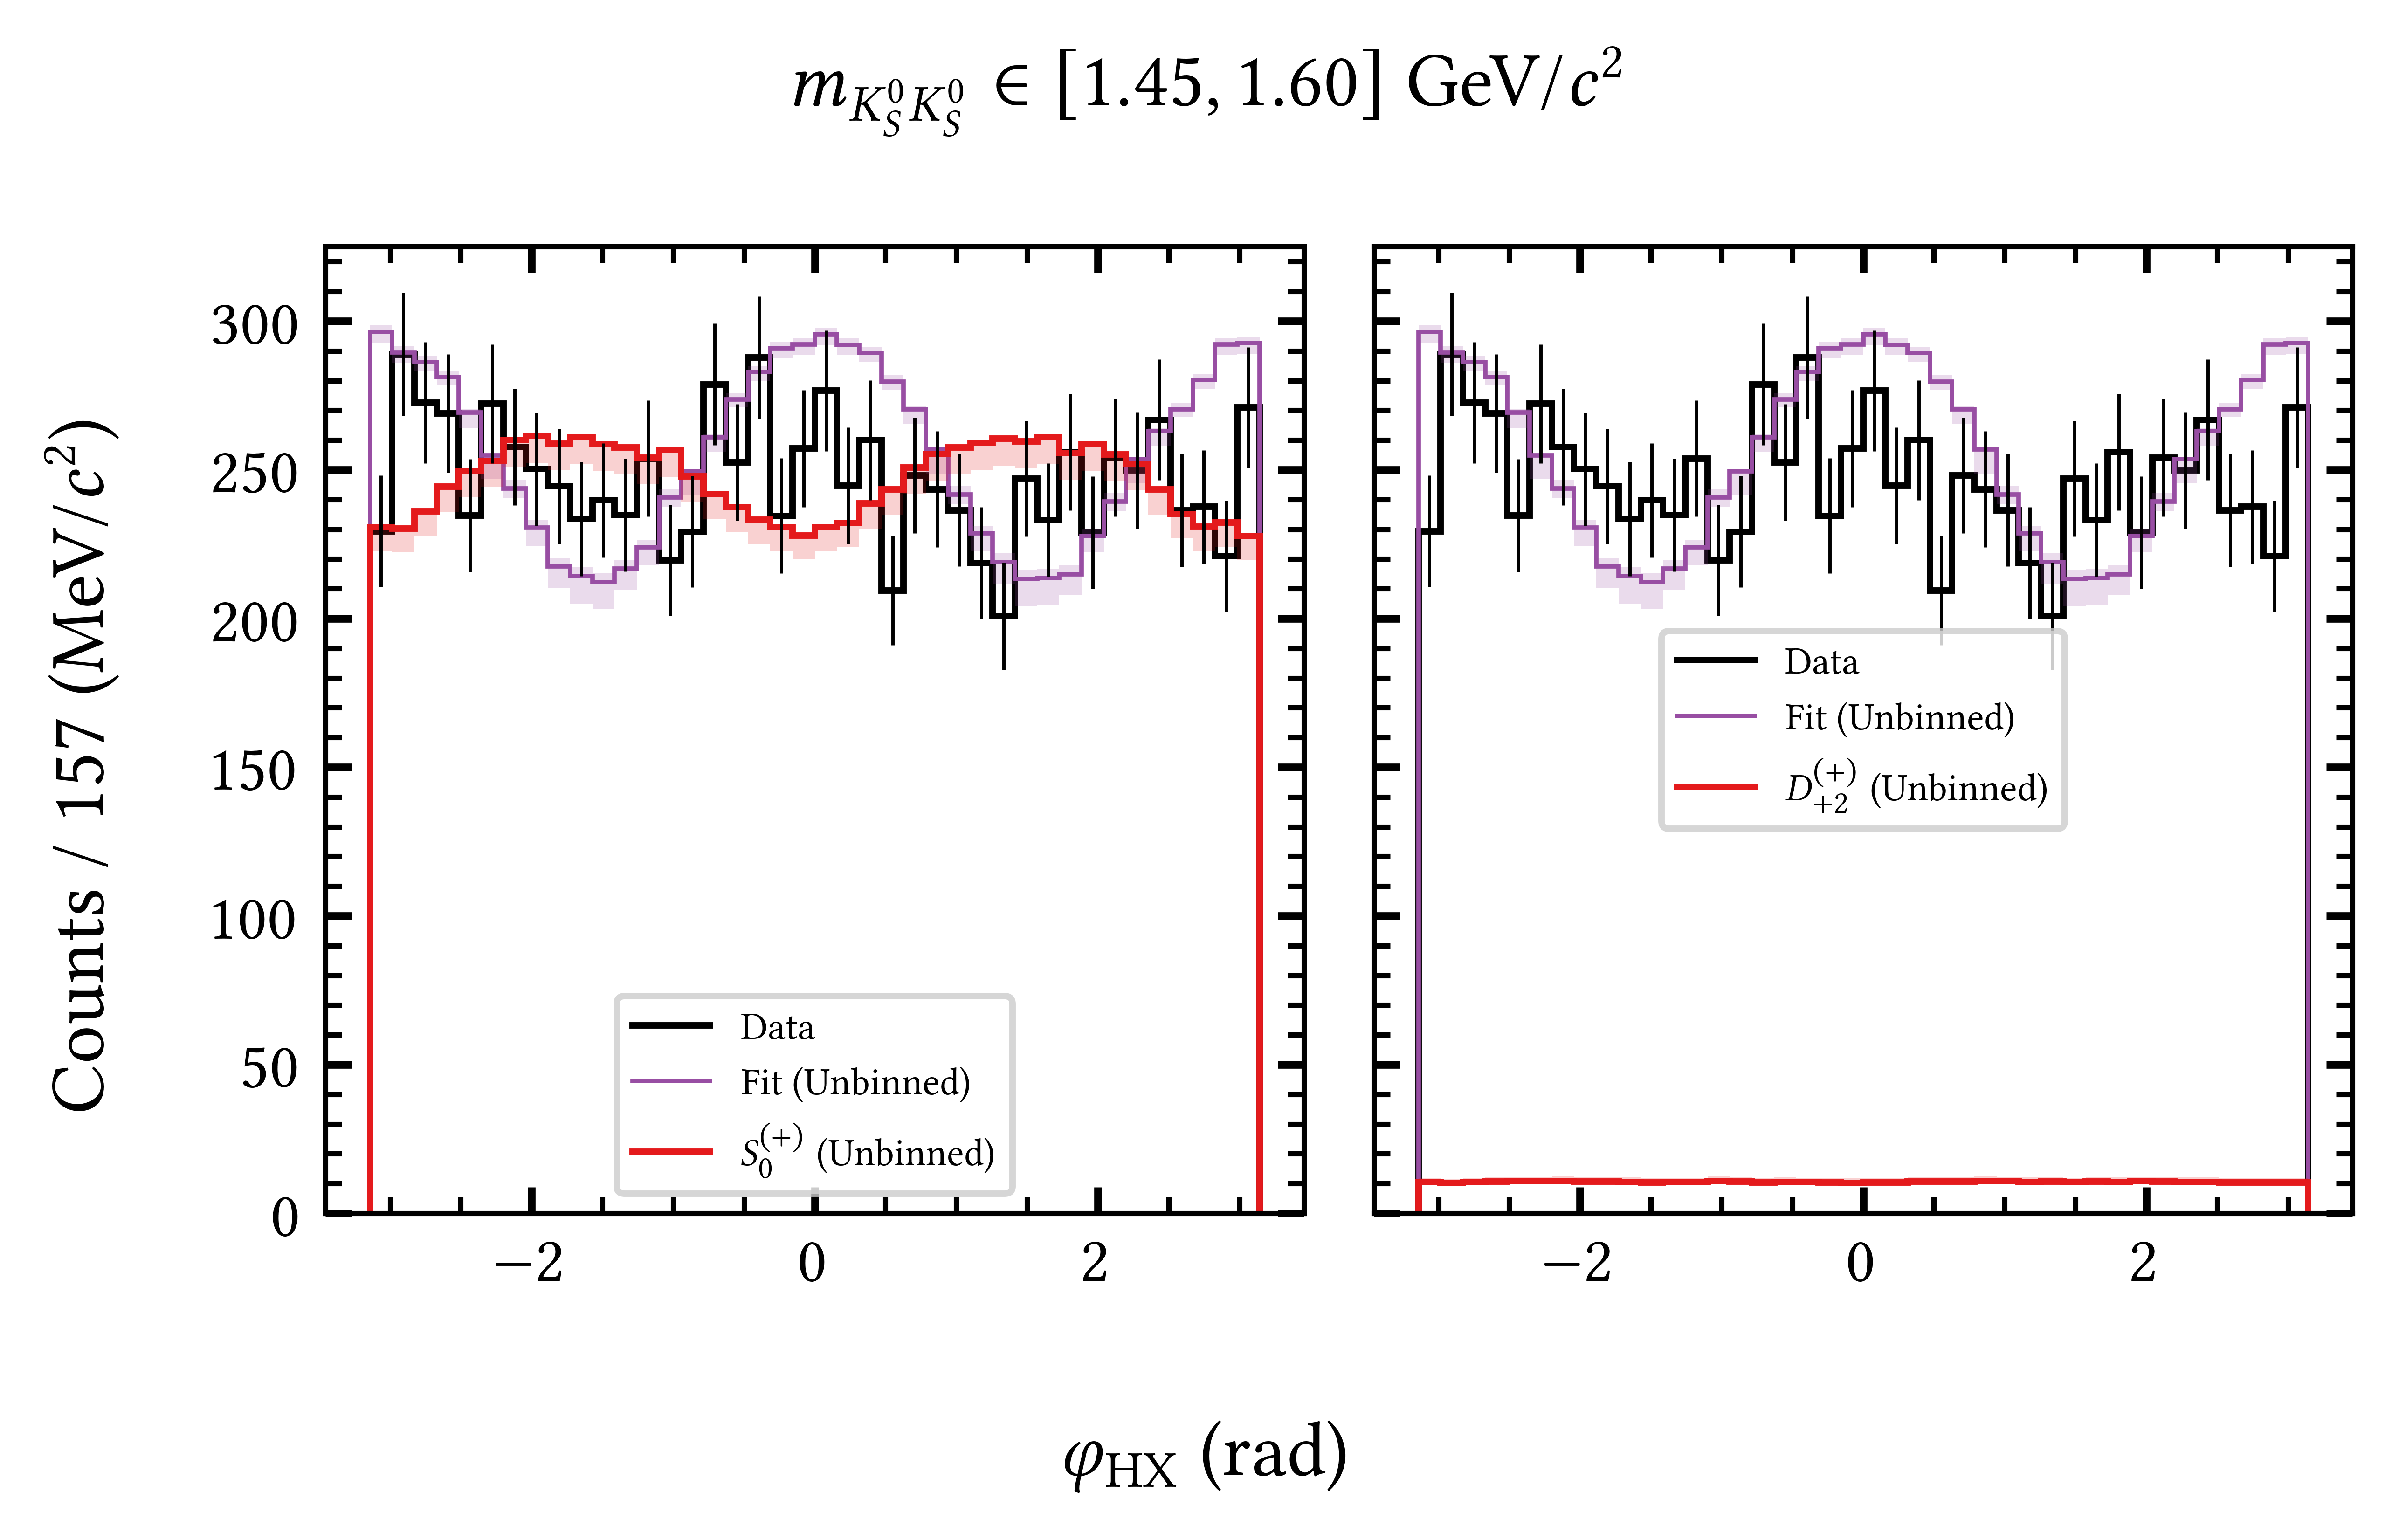 m_{K_S^0 K_S^0} ∈ [1.45, 1.60] GeV/c²
Counts / 157 (MeV/c²)
300
250
200
150
100
50
0
Data
Fit (Unbinned)
S_0^{(+)} (Unbinned)
Data
Fit (Unbinned)
D_{+2}^{(+)} (Unbinned)
−2 0 2
−2 0 2
φ_{HX} (rad)